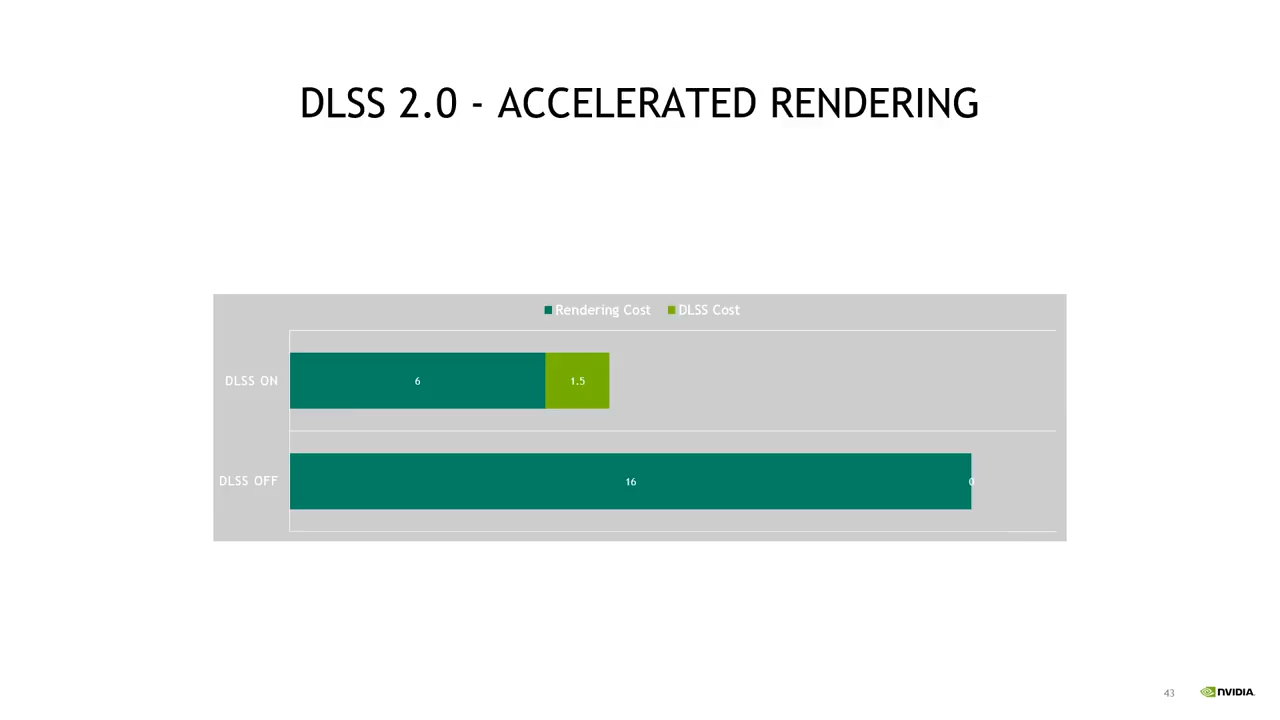 DLSS 2.0 - ACCELERATED RENDERING
Rendering Cost DLSS Cost
DLSS ON 6 1.5
DLSS OFF 16 0
43 NVIDIA